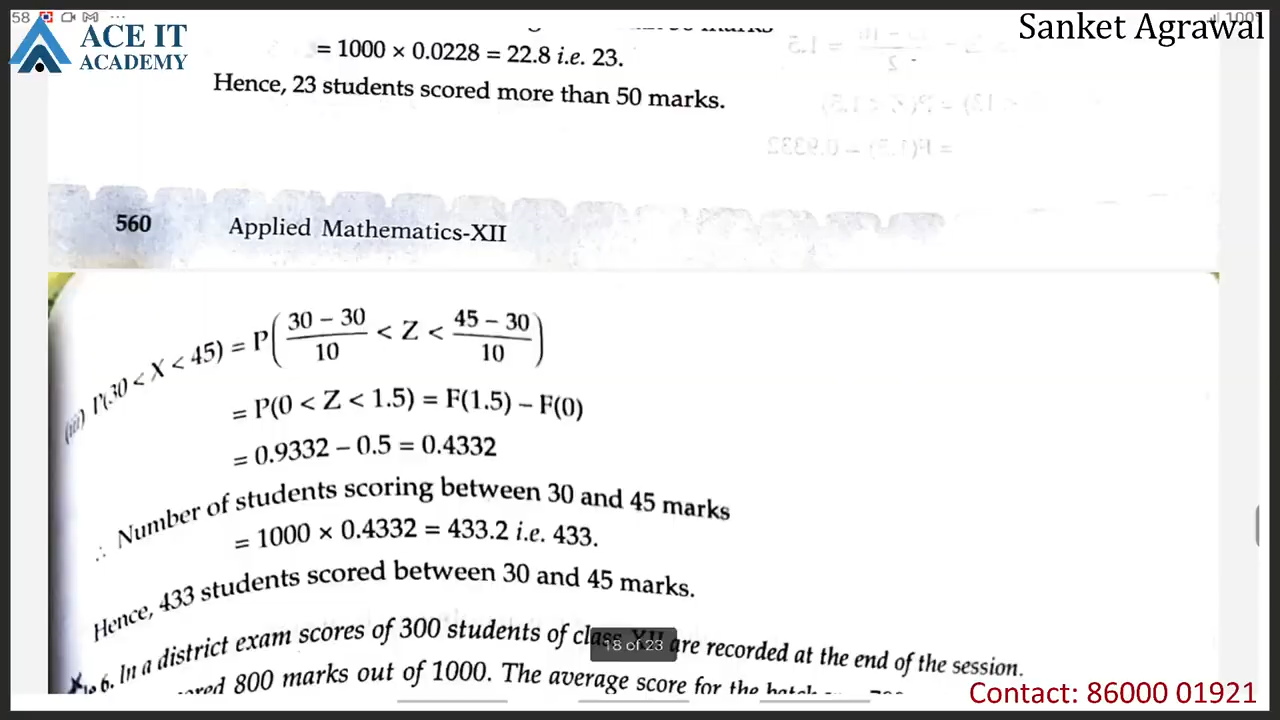 58
100%
ACE IT
ACADEMY
Sanket Agrawal
= 1000 × 0.0228 = 22.8 i.e. 23.
Hence, 23 students scored more than 50 marks.
560 Applied Mathematics-XII
(iii) P(30 < X < 45) = P((30 – 30)/10 < Z < (45 – 30)/10)
= P(0 < Z < 1.5) = F(1.5) – F(0)
= 0.9332 – 0.5 = 0.4332
∴ Number of students scoring between 30 and 45 marks
= 1000 × 0.4332 = 433.2 i.e. 433.
Hence, 433 students scored between 30 and 45 marks.
6. In a district exam scores of 300 students of class XII are recorded at the end of the session.
18 of 23
800 marks out of 1000. The average score for the
Contact: 86000 01921